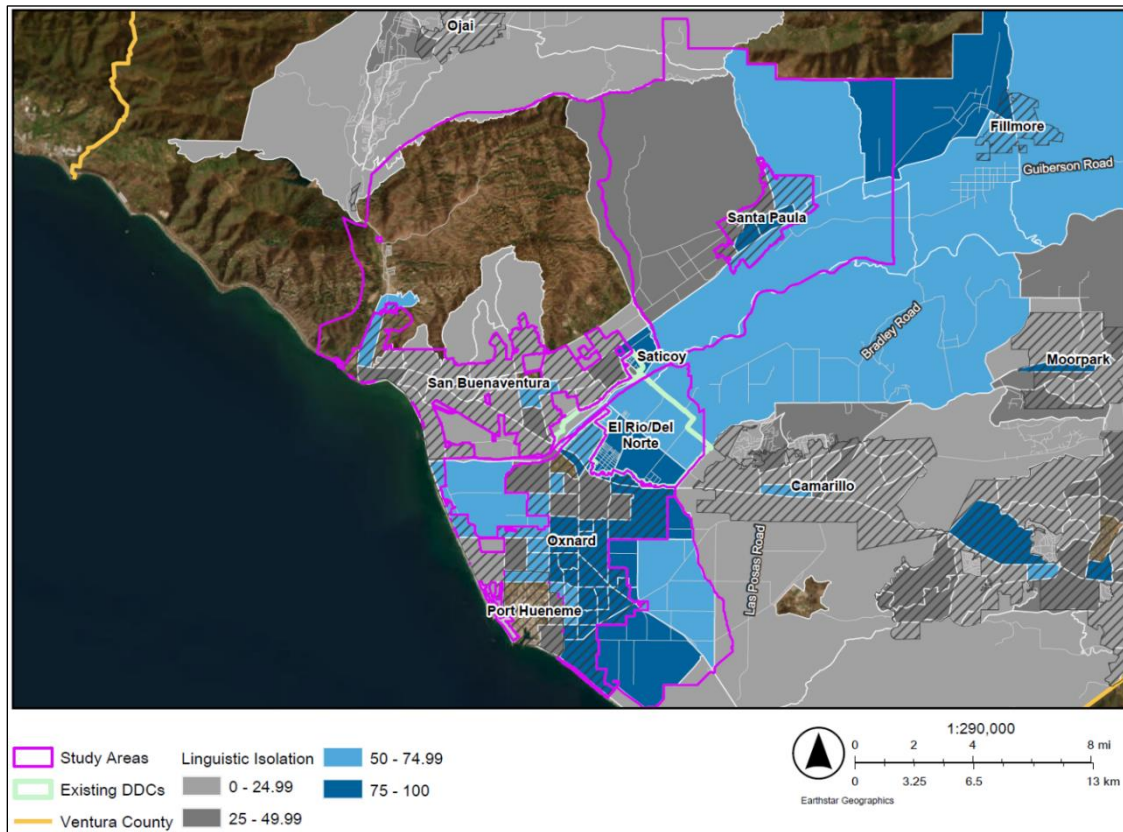 Ojai
Fillmore
Guiberson Road
Santa Paula
Bradley Road
Moorpark
Saticoy
San Buenaventura
El Rio/Del
Norte
Camarillo
Las Posas Road
Oxnard
Port Hueneme
Study Areas
Existing DDCs
Ventura County
Linguistic Isolation
0 - 24.99
25 - 49.99
50 - 74.99
75 - 100
1:290,000
0 2 4 8 mi
0 3.25 6.5 13 km
Earthstar Geographics